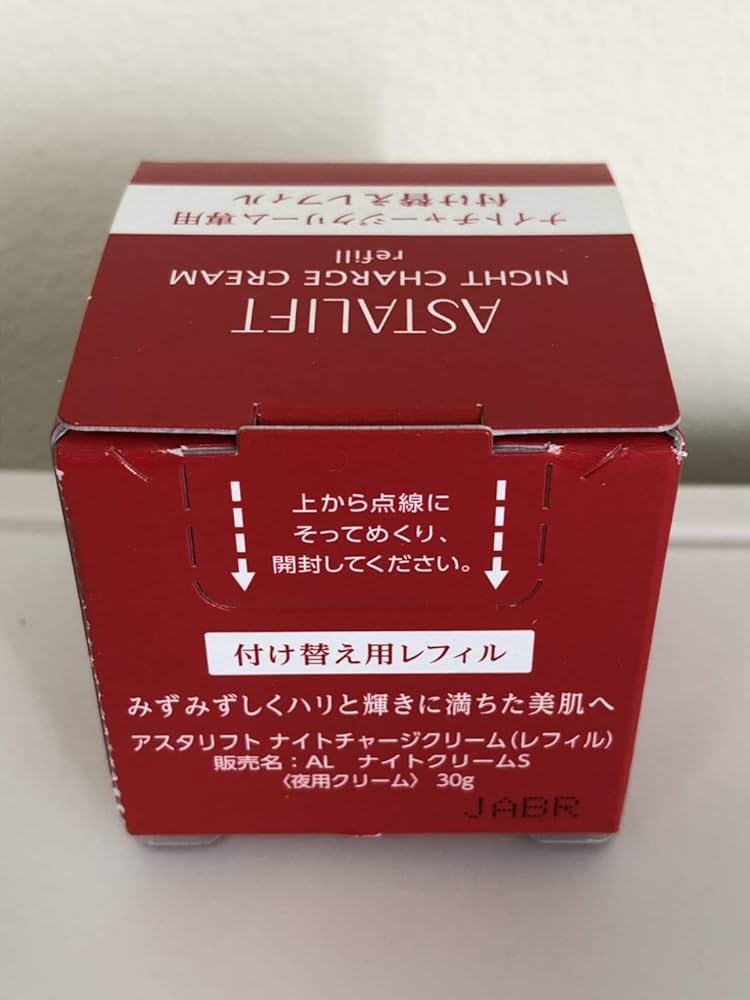 ASTALIFT
NIGHT CHARGE CREAM
refill
ナイトチャージクリーム専用
付け替えレフィル
上から点線に
そってめくり、
開封してください。
付け替え用レフィル
みずみずしくハリと輝きに満ちた美肌へ
アスタリフト ナイトチャージクリーム(レフィル)
販売名：AL　ナイトクリームS
〈夜用クリーム〉 30g
JABR